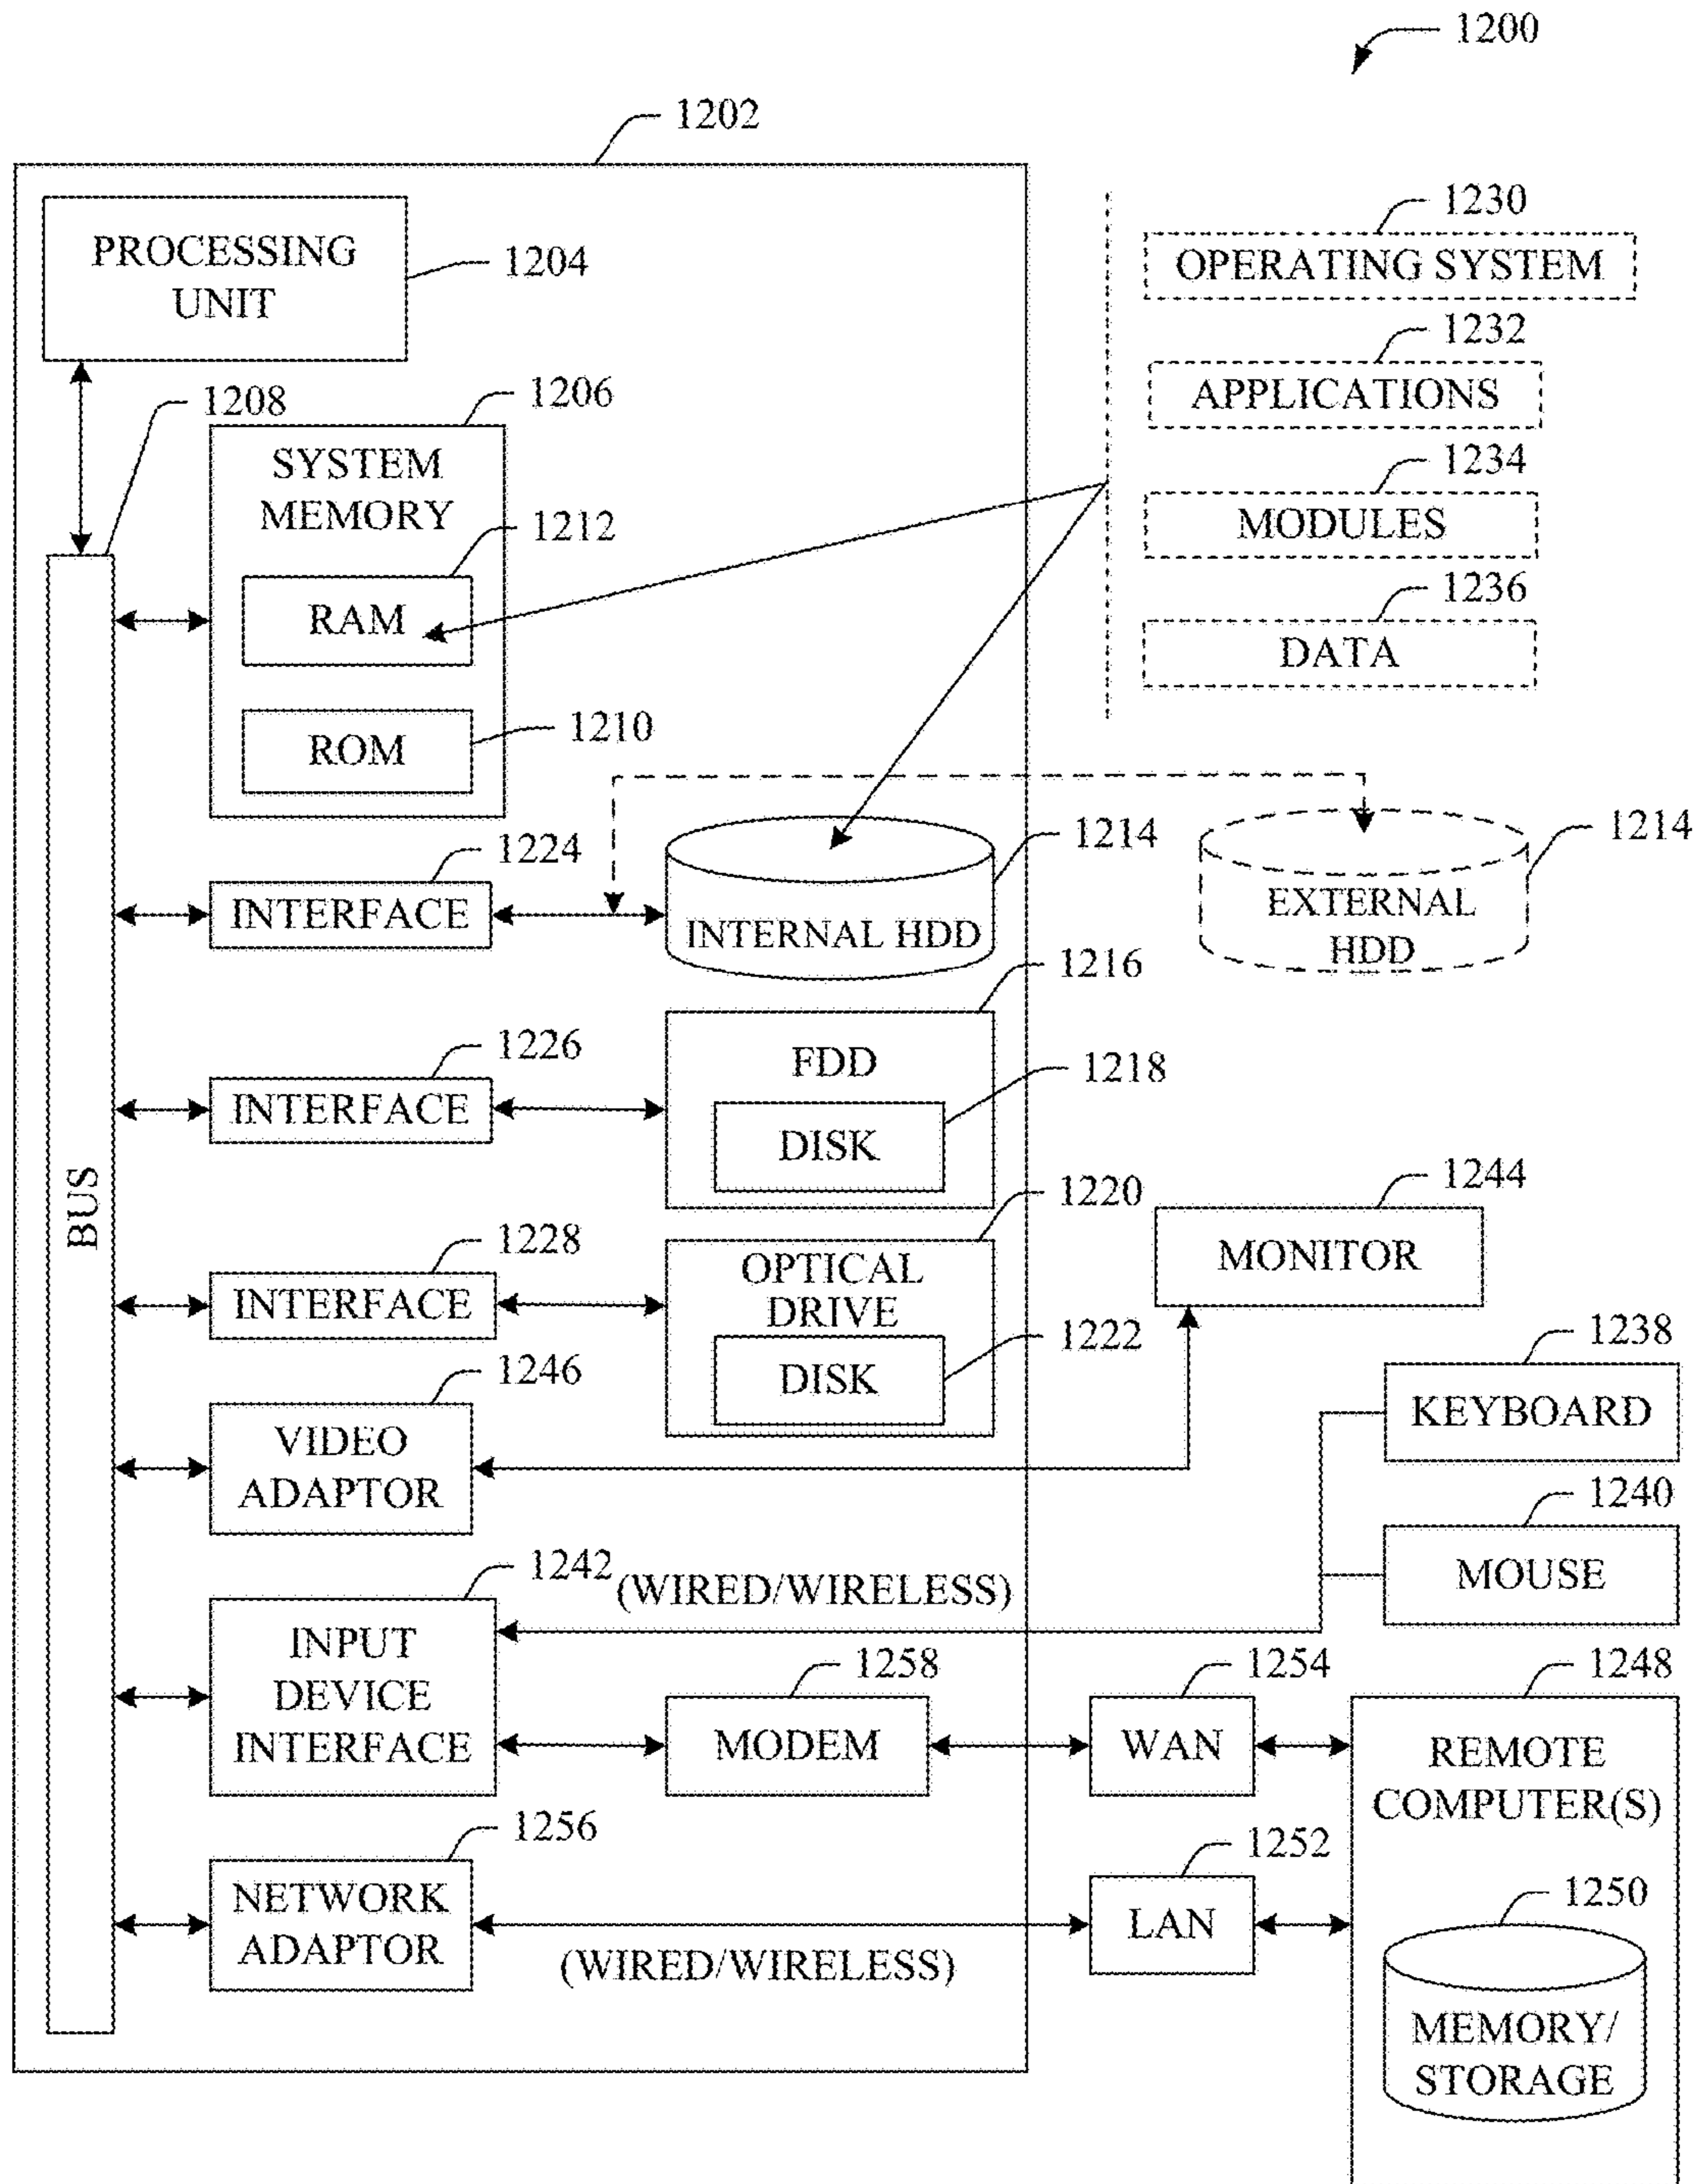 1200
1202
PROCESSING
UNIT
1204
1230
OPERATING SYSTEM
1232
APPLICATIONS
1234
MODULES
1236
DATA
1208
1206
SYSTEM
MEMORY
1212
RAM
1210
ROM
1224
INTERFACE
1214
INTERNAL HDD
1214
EXTERNAL
HDD
1216
FDD
1218
DISK
1226
INTERFACE
BUS
1220
OPTICAL
DRIVE
1222
DISK
1228
INTERFACE
1244
MONITOR
1246
VIDEO
ADAPTOR
1238
KEYBOARD
1240
MOUSE
1242
(WIRED/WIRELESS)
INPUT
DEVICE
INTERFACE
1258
MODEM
1254
WAN
1248
REMOTE
COMPUTER(S)
1256
NETWORK
ADAPTOR
(WIRED/WIRELESS)
1252
LAN
1250
MEMORY/
STORAGE